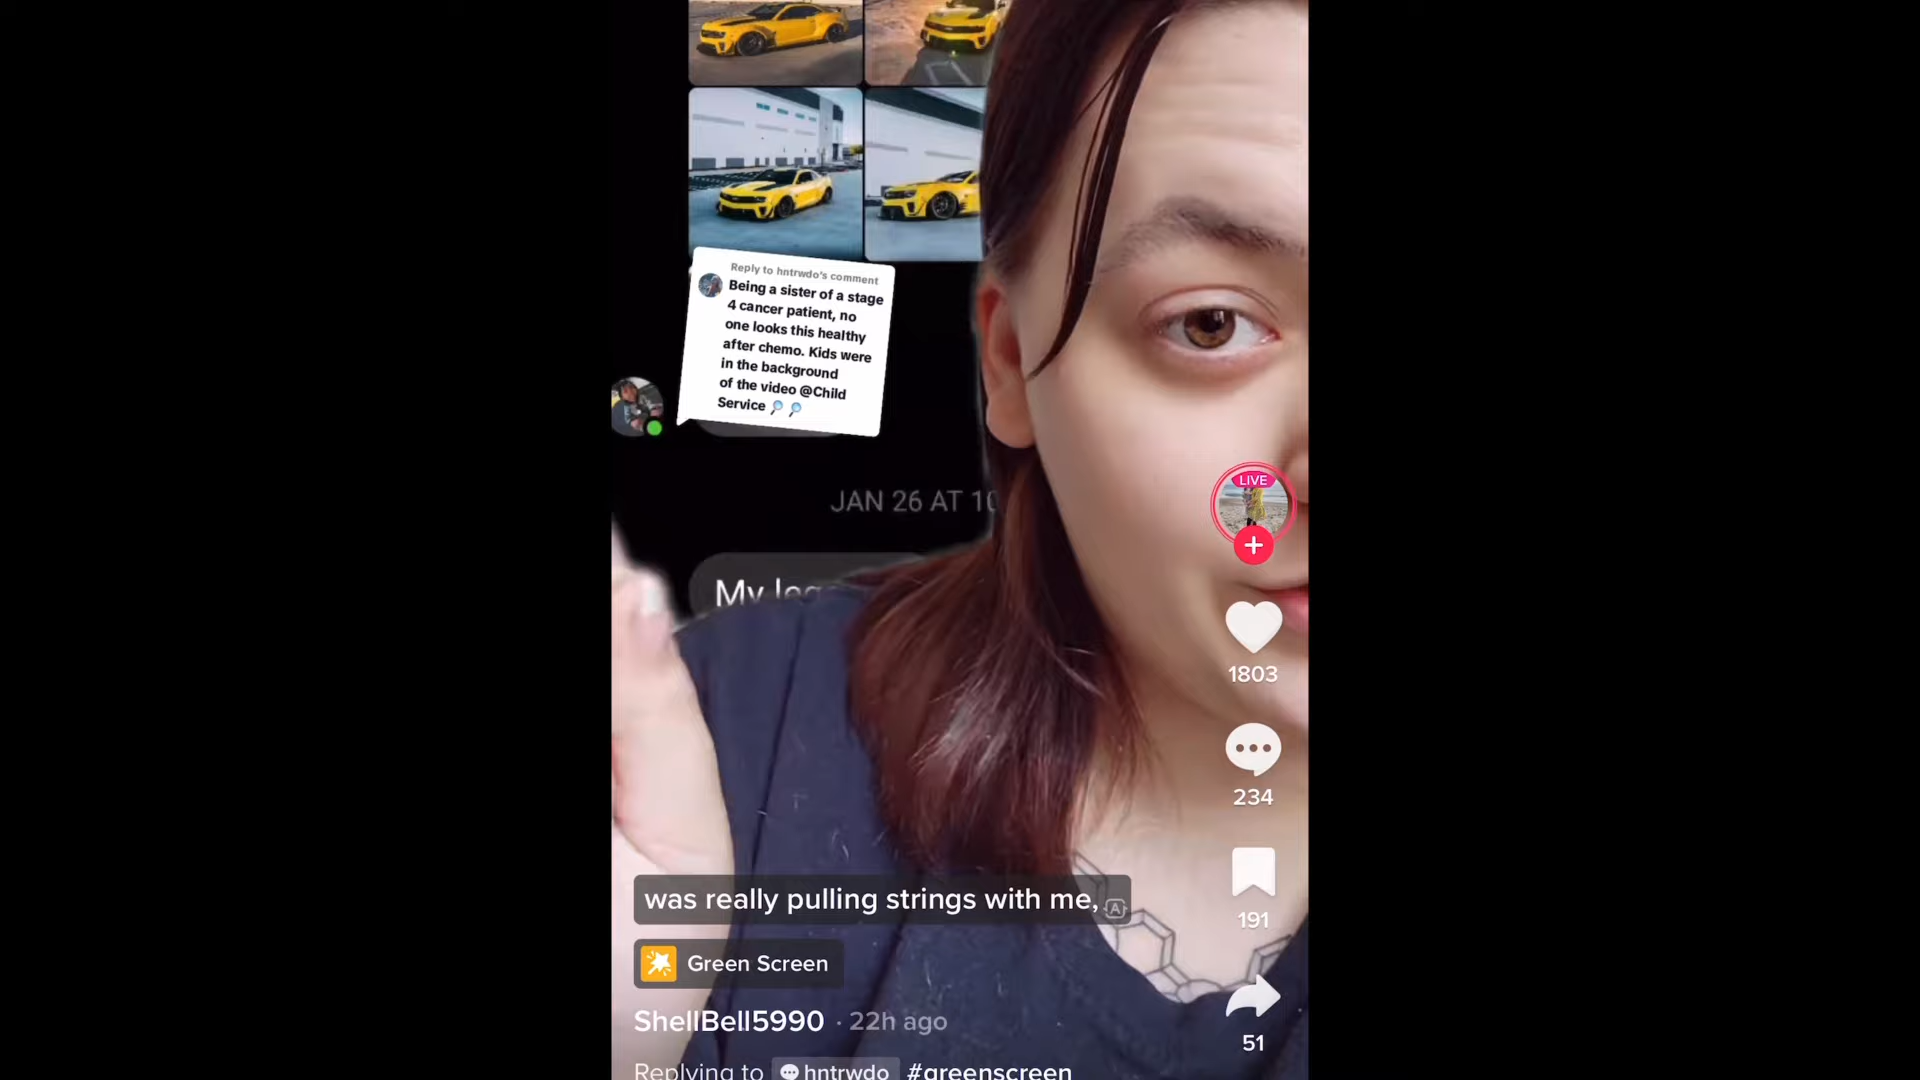 Reply to hntrwdo's comment
Being a sister of a stage
4 cancer patient, no
one looks this healthy
after chemo. Kids were
in the background
of the video @Child
Service
JAN 26 AT
My
LIVE
1803
234
191
51
was really pulling strings with me,
Green Screen
ShellBell5990 · 22h ago
Replying to hntrwdo #greenscreen